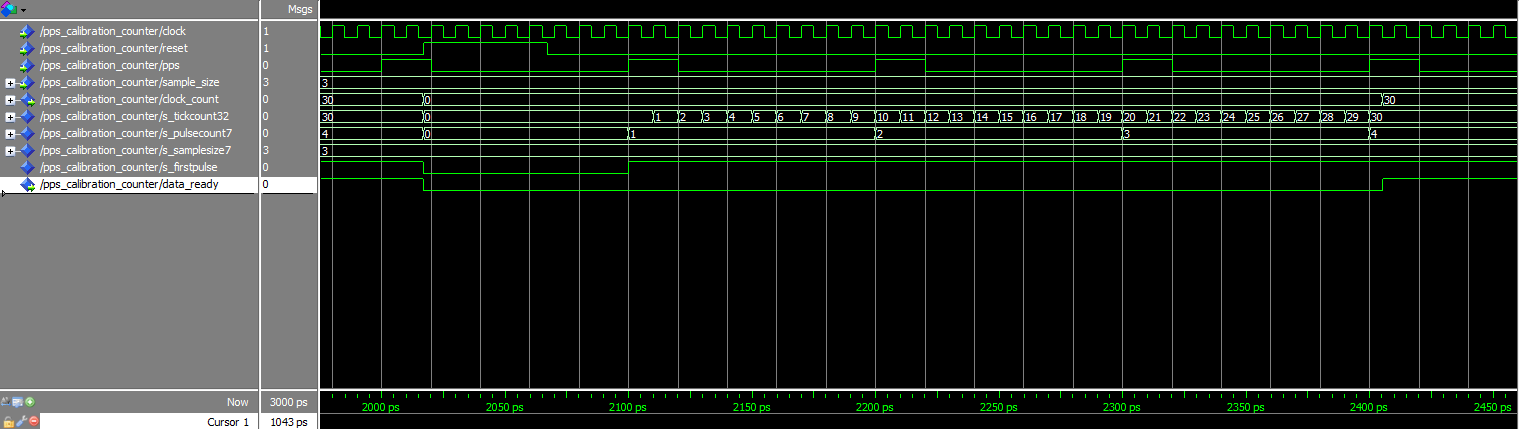 Msgs
/pps_calibration_counter/clock 1
/pps_calibration_counter/reset 1
/pps_calibration_counter/pps 0
/pps_calibration_counter/sample_size 3 3
/pps_calibration_counter/clock_count 0 30 0 30
/pps_calibration_counter/s_tickcount32 0 30 0 1 2 3 4 5 6 7 8 9 10 11 12 13 14 15 16 17 18 19 20 21 22 23 24 25 26 27 28 29 30
/pps_calibration_counter/s_pulsecount7 0 4 0 1 2 3 4
/pps_calibration_counter/s_samplesize7 3 3
/pps_calibration_counter/s_firstpulse 0
/pps_calibration_counter/data_ready 0
Now 3000 ps 2000 ps 2050 ps 2100 ps 2150 ps 2200 ps 2250 ps 2300 ps 2350 ps 2400 ps 2450 ps
Cursor 1 1043 ps